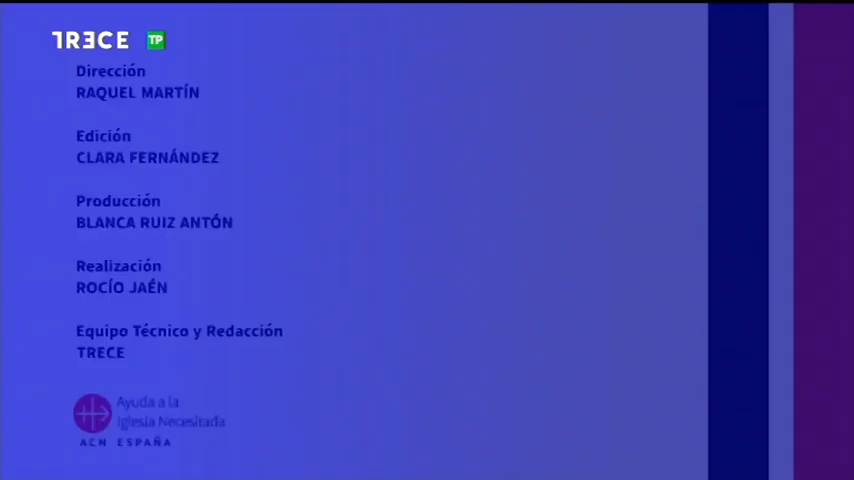 TRECE TP
Dirección
RAQUEL MARTÍN
Edición
CLARA FERNÁNDEZ
Producción
BLANCA RUIZ ANTÓN
Realización
ROCÍO JAÉN
Equipo Técnico y Redacción
TRECE
Ayuda a la
Iglesia Necesitada
ACN ESPAÑA